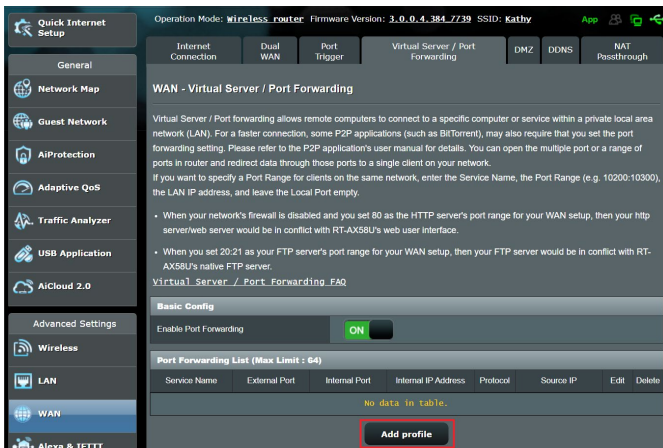 Quick Internet
Setup
General
Network Map
Guest Network
AiProtection
Adaptive QoS
Traffic Analyzer
USB Application
AiCloud 2.0
Advanced Settings
Wireless
LAN
WAN
Alexa & IFTTT
Operation Mode: Wireless router Firmware Version: 3.0.0.4.384_7739 SSID: Kathy
App
Internet
Connection
Dual
WAN
Port
Trigger
Virtual Server / Port
Forwarding
DMZ
DDNS
NAT
Passthrough
WAN - Virtual Server / Port Forwarding
Virtual Server / Port forwarding allows remote computers to connect to a specific computer or service within a private local area
network (LAN). For a faster connection, some P2P applications (such as BitTorrent), may also require that you set the port
forwarding setting. Please refer to the P2P application's user manual for details. You can open the multiple port or a range of
ports in router and redirect data through those ports to a single client on your network.
If you want to specify a Port Range for clients on the same network, enter the Service Name, the Port Range (e.g. 10200:10300),
the LAN IP address, and leave the Local Port empty.
• When your network's firewall is disabled and you set 80 as the HTTP server's port range for your WAN setup, then your http
server/web server would be in conflict with RT-AX58U's web user interface.
• When you set 20:21 as your FTP server's port range for your WAN setup, then your FTP server would be in conflict with RT-
AX58U's native FTP server.
Virtual Server / Port Forwarding FAQ
Basic Config
Enable Port Forwarding
ON
Port Forwarding List (Max Limit : 64)
Service Name External Port Internal Port Internal IP Address Protocol Source IP Edit Delete
No data in table.
Add profile